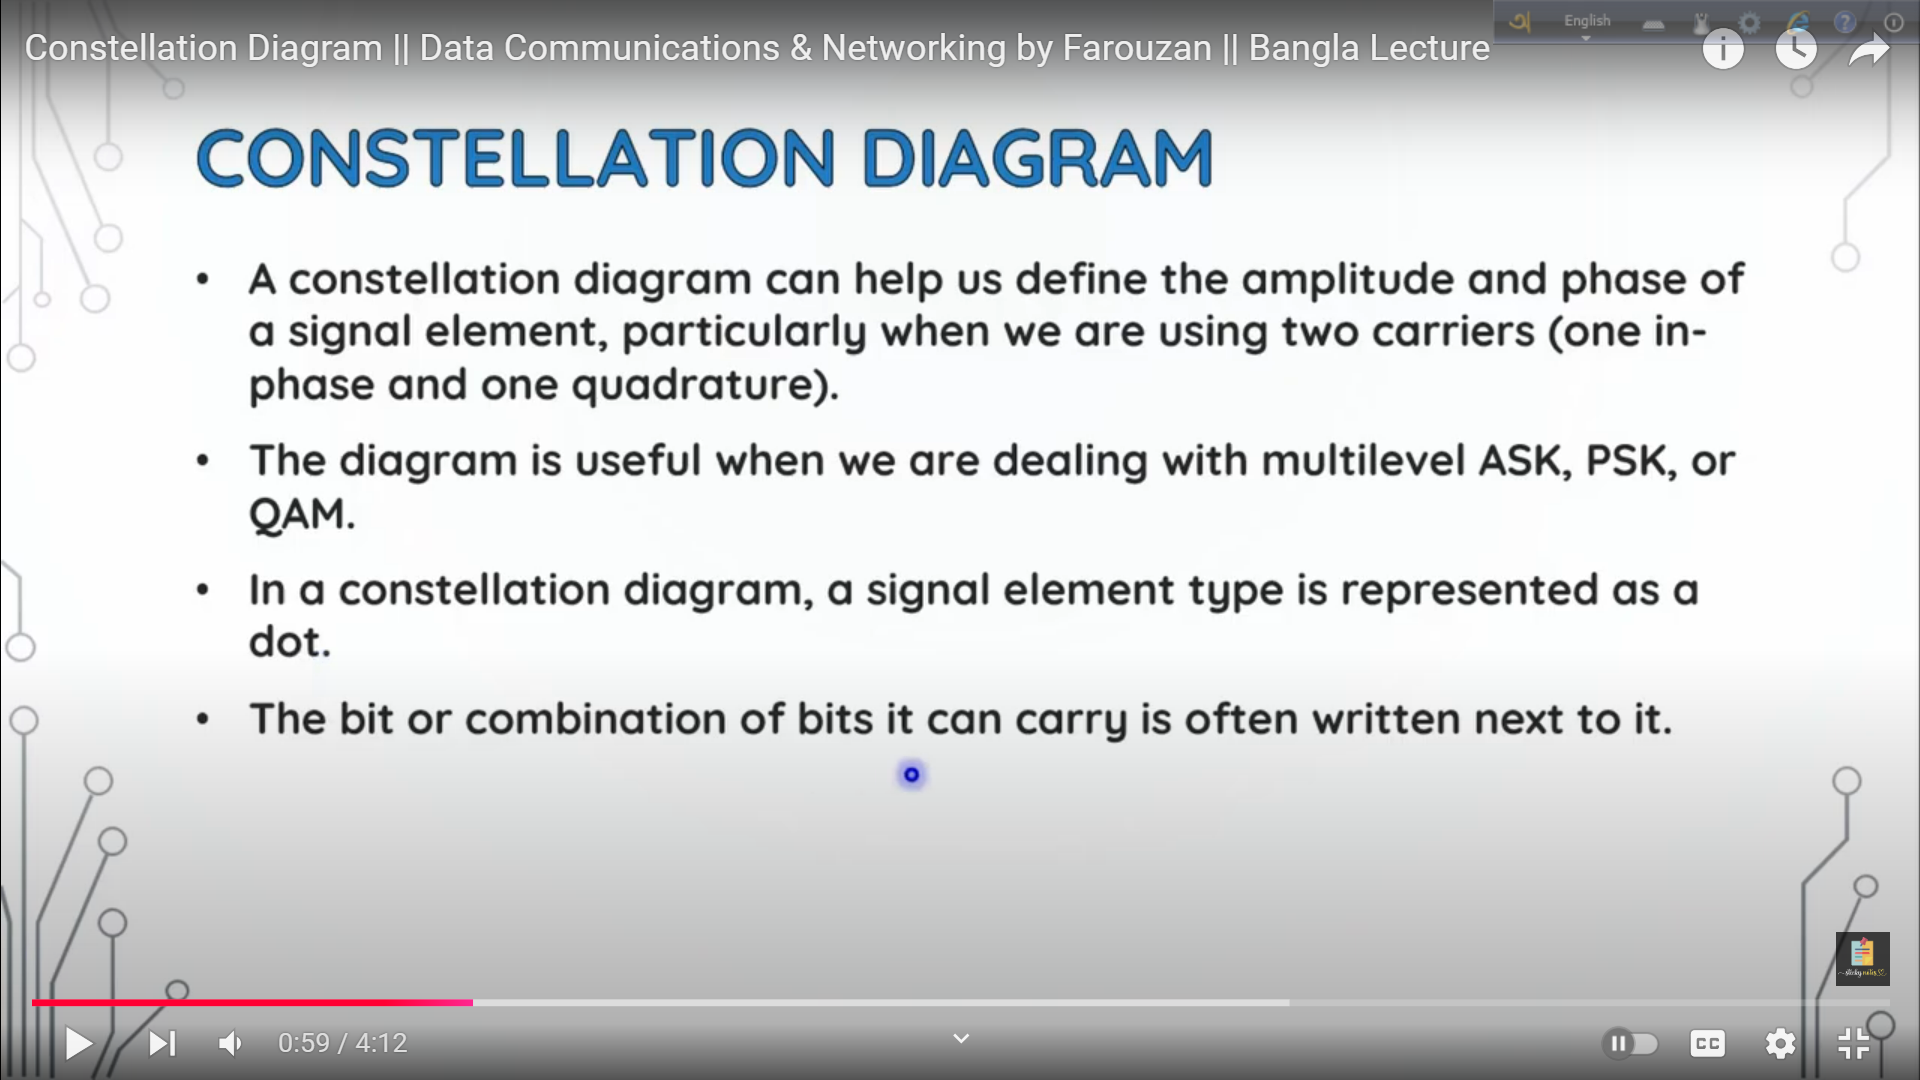 English
Constellation Diagram || Data Communications & Networking by Farouzan || Bangla Lecture
CONSTELLATION DIAGRAM
• A constellation diagram can help us define the amplitude and phase of
a signal element, particularly when we are using two carriers (one in-
phase and one quadrature).
• The diagram is useful when we are dealing with multilevel ASK, PSK, or
QAM.
• In a constellation diagram, a signal element type is represented as a
dot.
• The bit or combination of bits it can carry is often written next to it.
sticky notes
0:59 / 4:12
CC